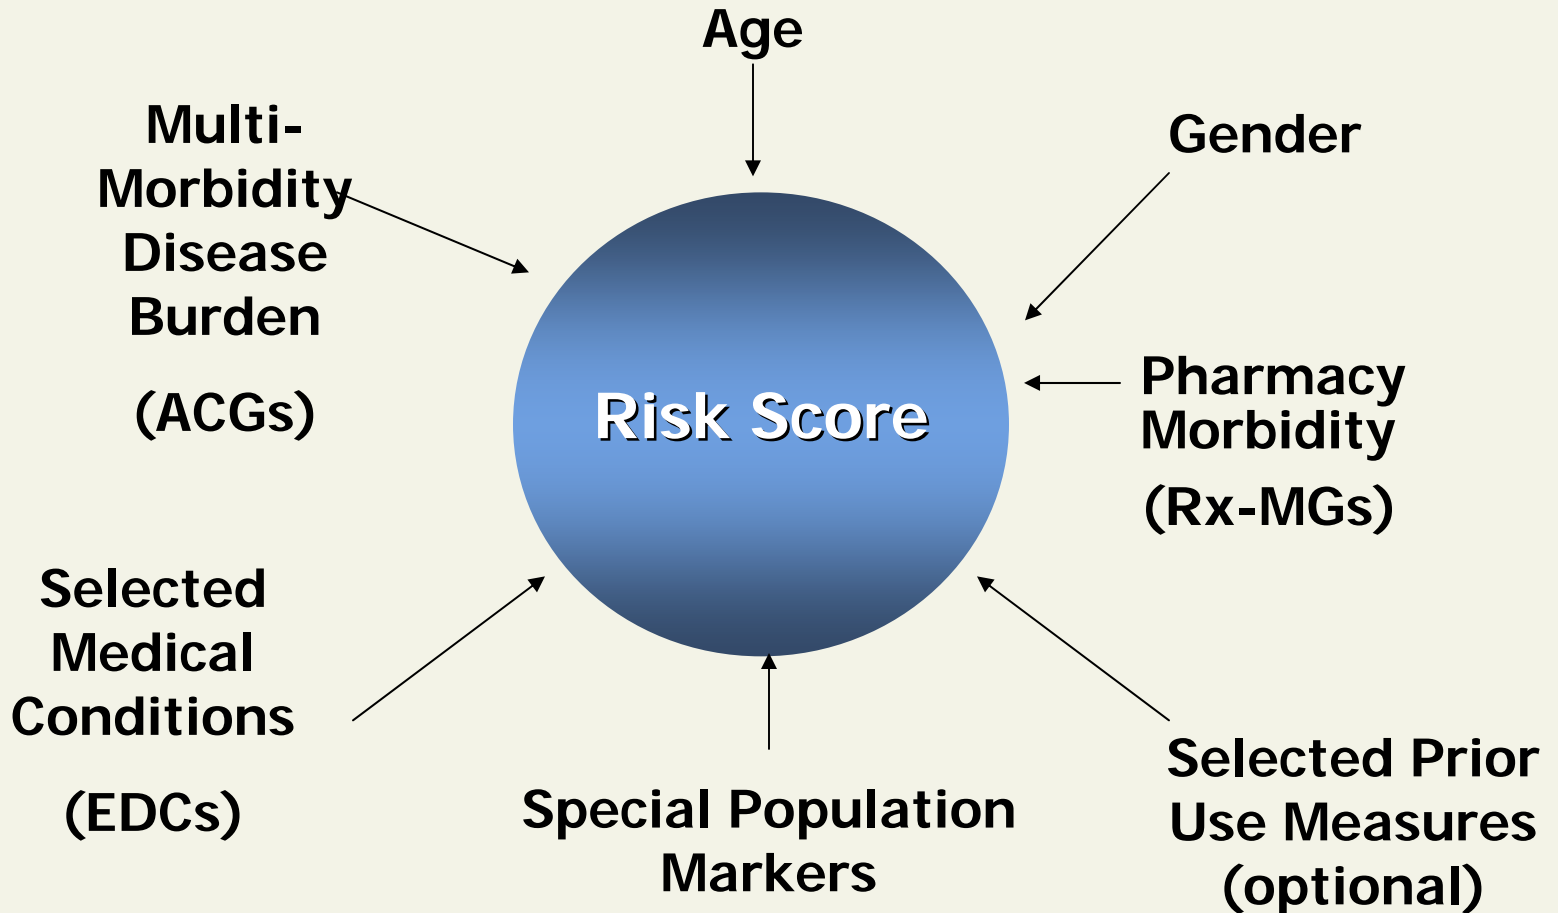 Age
Multi-
Morbidity
Disease
Burden
(ACGs)
Gender
Risk Score
Pharmacy
Morbidity
(Rx-MGs)
Selected
Medical
Conditions
(EDCs)
Special Population
Markers
Selected Prior
Use Measures
(optional)